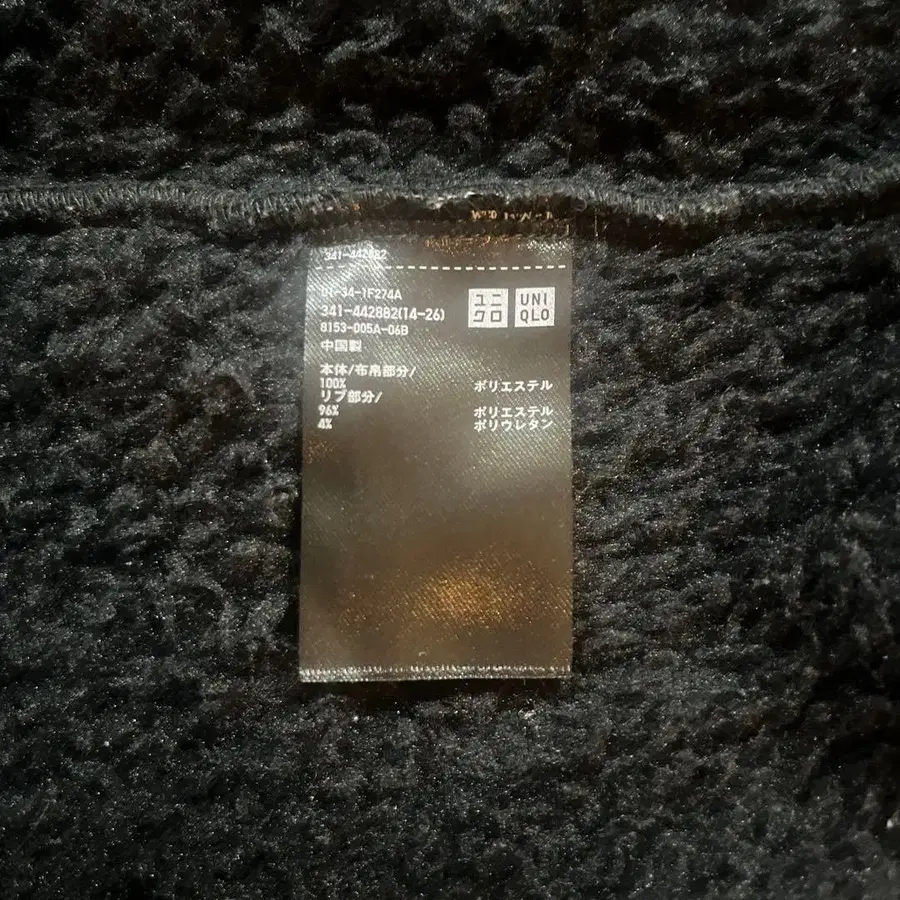 341-442882
01-34-1F274A
341-442882(14-26)
8153-005A-06B
中国製
ユニ
クロ
UNI
QLO
本体/布帛部分/
100% ポリエステル
リブ部分/
96% ポリエステル
4% ポリウレタン